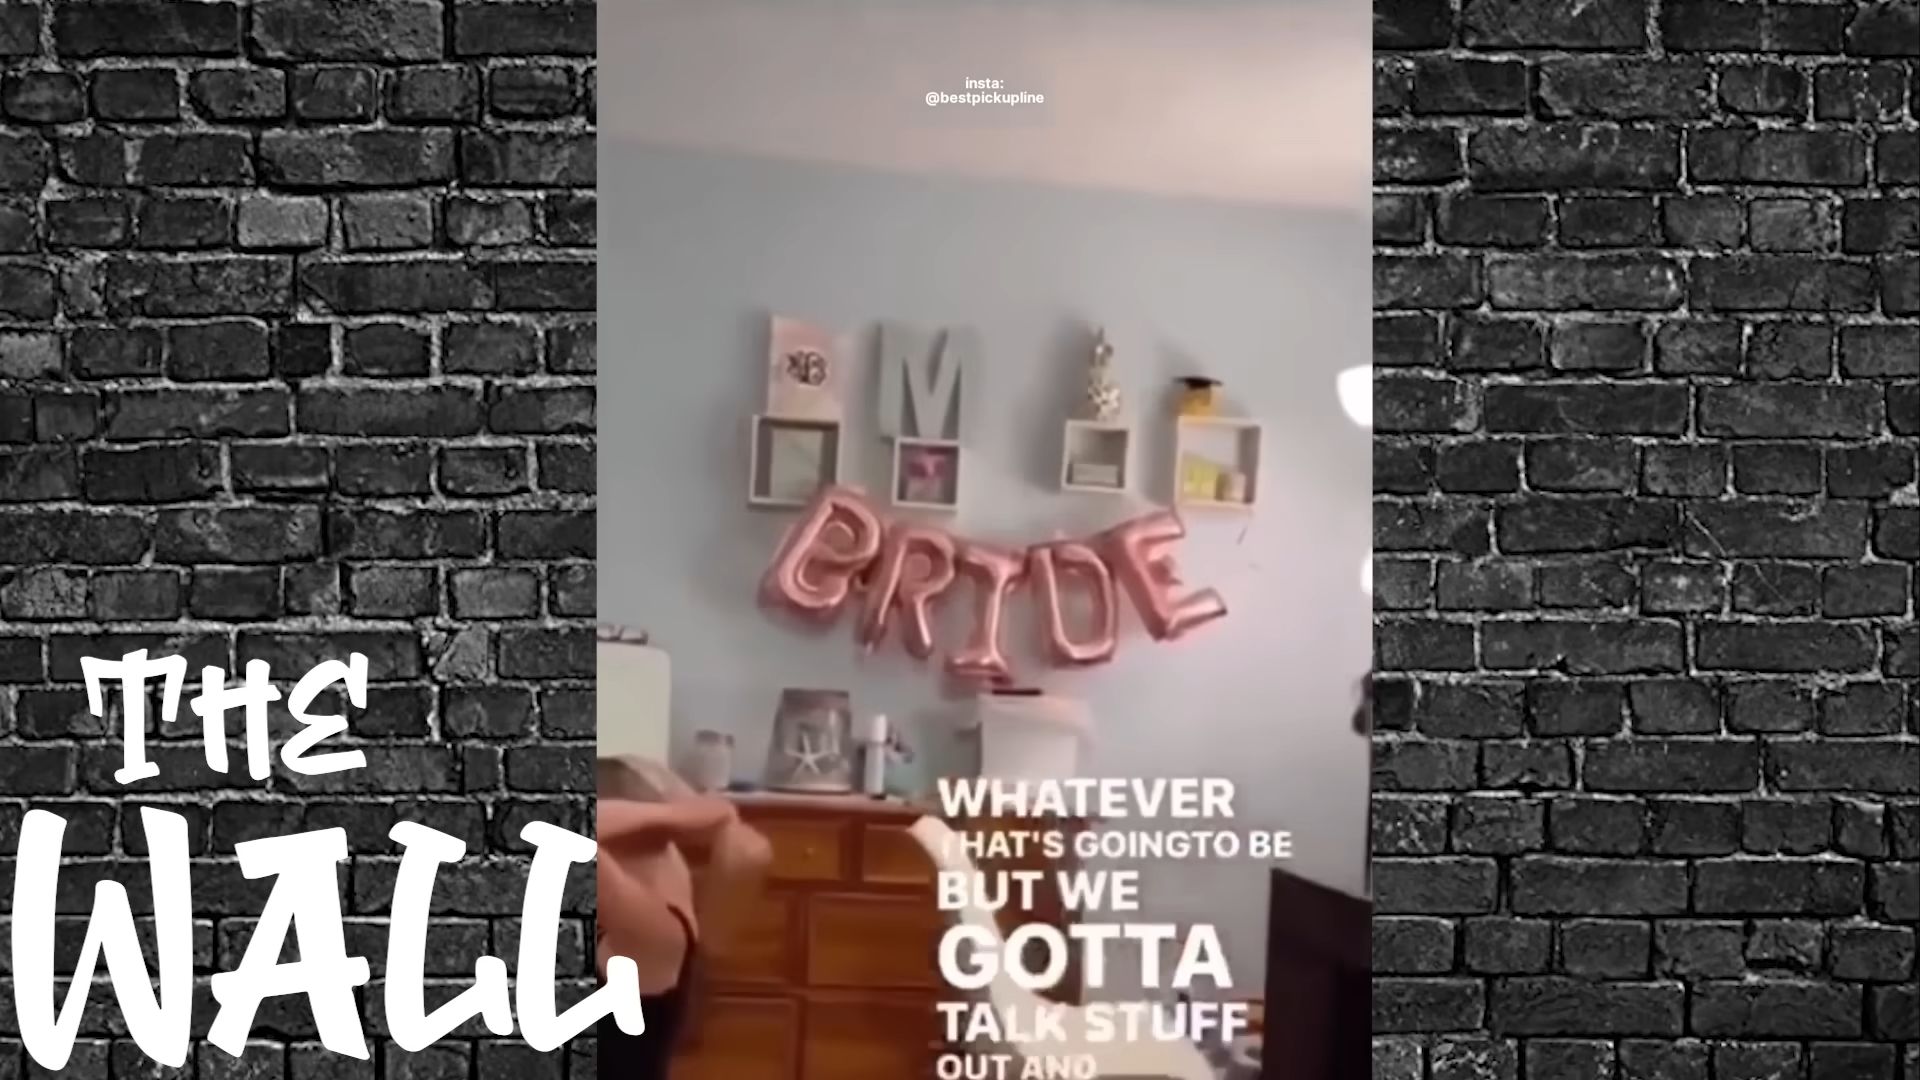 insta:
@bestpickupline
M
BRIDE
THE
WALL
WHATEVER
THAT'S GOINGTO BE
BUT WE
GOTTA
TALK STUFF
OUT AND